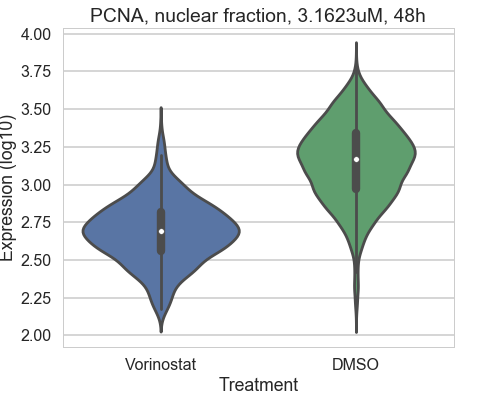 PCNA, nuclear fraction, 3.1623uM, 48h
4.00
3.75
3.50
3.25
3.00
2.75
2.50
2.25
2.00
Expression (log10)
Vorinostat
DMSO
Treatment